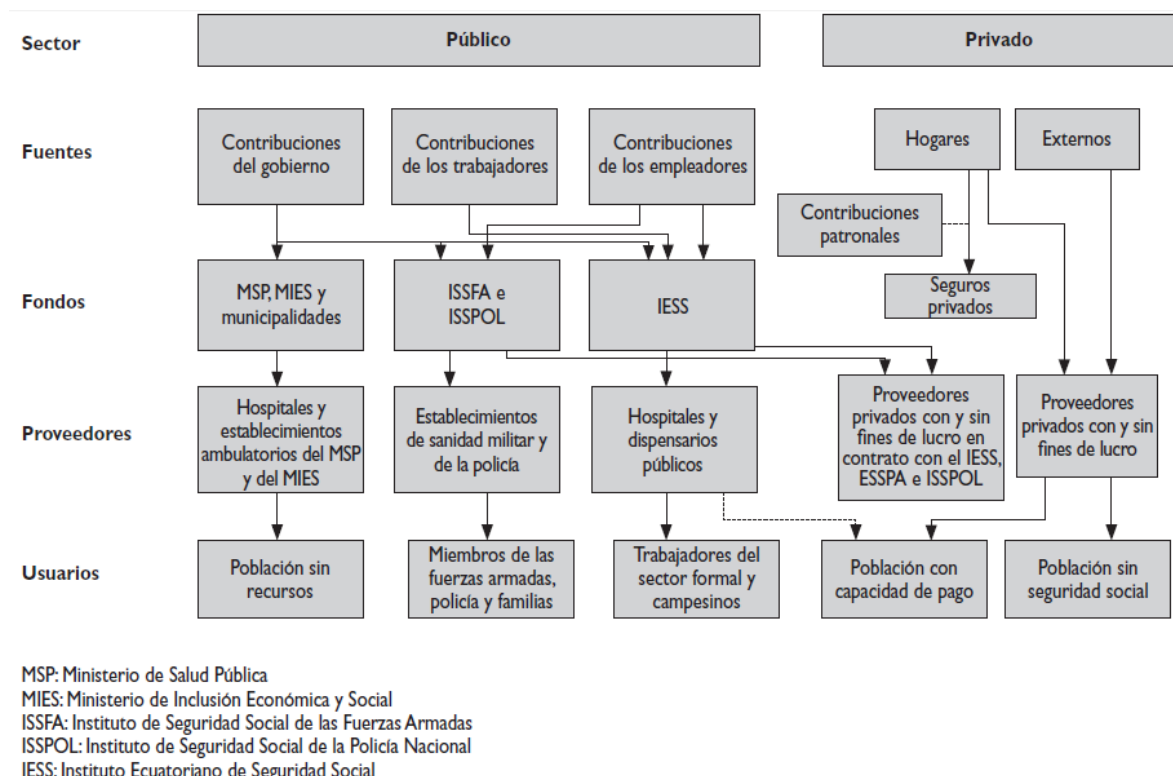 Sector
Público
Privado
Fuentes
Contribuciones
del gobierno
Contribuciones
de los trabajadores
Contribuciones
de los empleadores
Hogares
Externos
Contribuciones
patronales
Fondos
MSP, MIES y
municipalidades
ISSFA e
ISSPOL
IESS
Seguros
privados
Proveedores
Hospitales y
establecimientos
ambulatorios del MSP
y del MIES
Establecimientos
de sanidad militar y
de la policía
Hospitales y
dispensarios
públicos
Proveedores
privados con y sin
fines de lucro en
contrato con el IESS,
ESSPA e ISSPOL
Proveedores
privados con y sin
fines de lucro
Usuarios
Población sin
recursos
Miembros de las
fuerzas armadas,
policía y familias
Trabajadores del
sector formal y
campesinos
Población con
capacidad de pago
Población sin
seguridad social
MSP: Ministerio de Salud Pública
MIES: Ministerio de Inclusión Económica y Social
ISSFA: Instituto de Seguridad Social de las Fuerzas Armadas
ISSPOL: Instituto de Seguridad Social de la Policía Nacional
IESS: Instituto Ecuatoriano de Seguridad Social